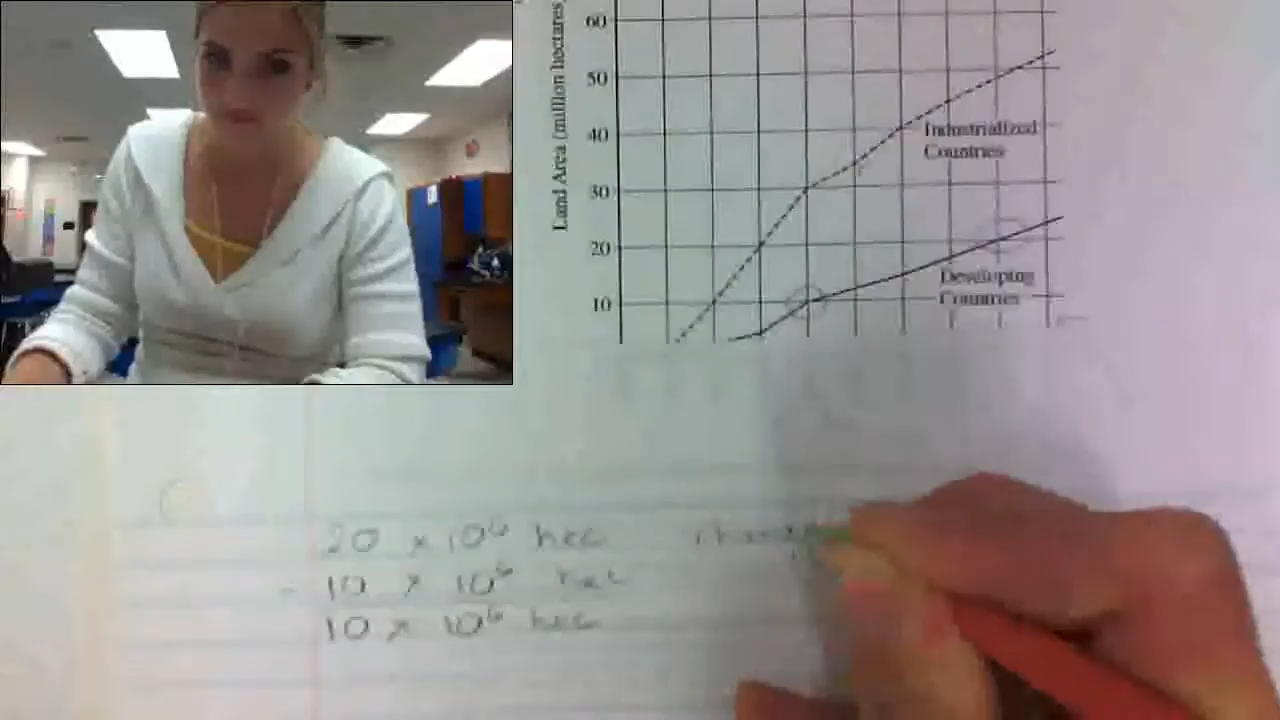 Land Area (million hectares)
60
50
40
30
20
10
Industrialized
Countries
Developing
Countries
20 × 10⁶ hec
- 10 × 10⁶ hec
10 × 10⁶ hec